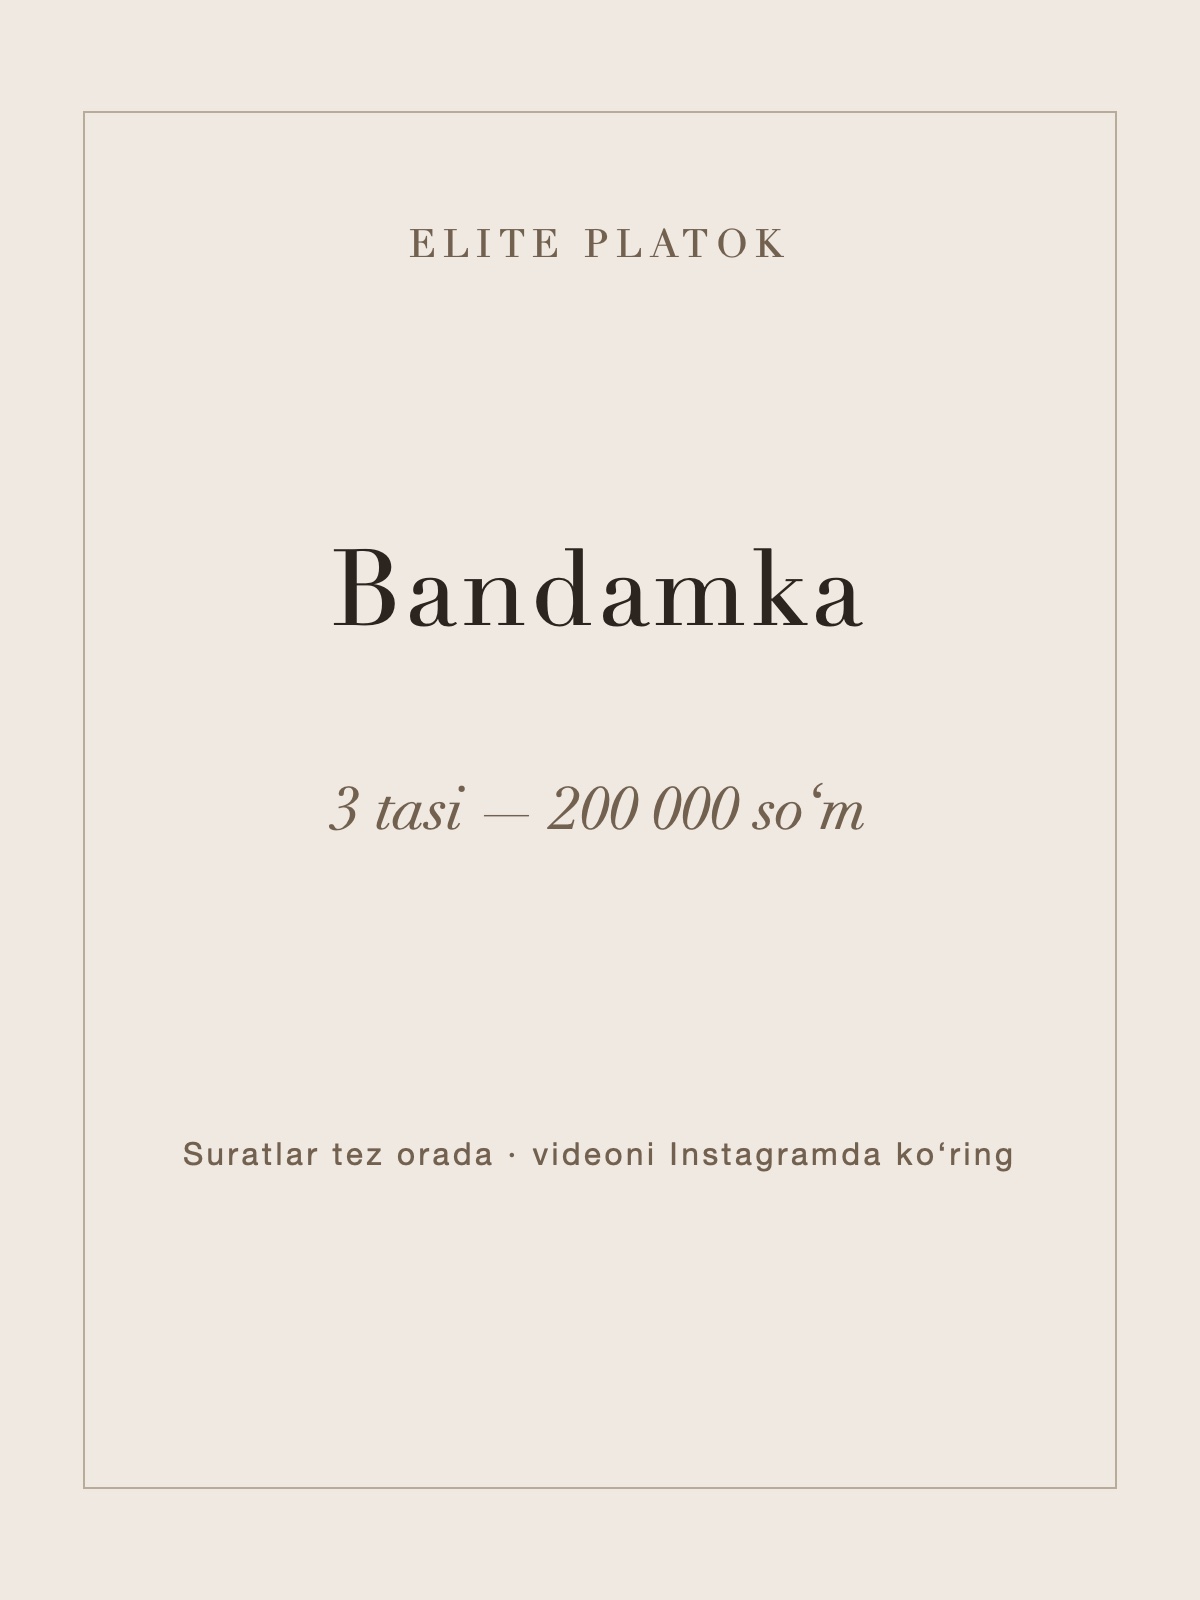 ELITE PLATOK
Bandamka
3 tasi — 200 000 so‘m
Suratlar tez orada · videoni Instagramda ko‘ring